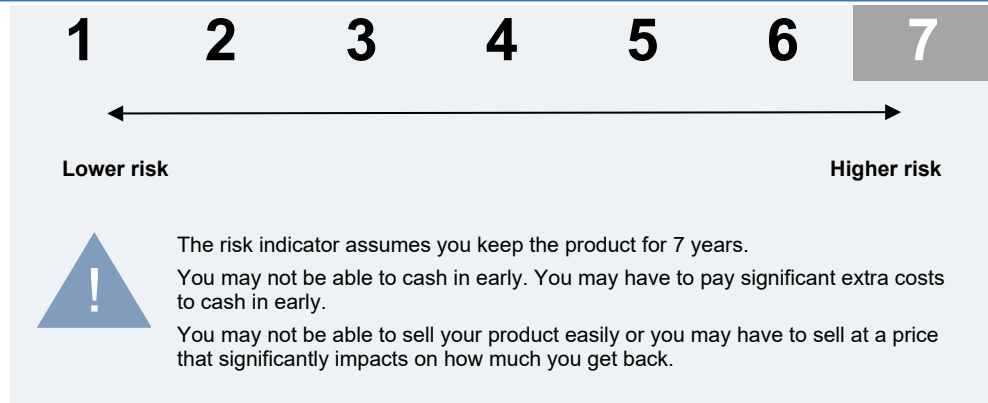 1 2 3 4 5 6 7
Lower risk Higher risk
!
The risk indicator assumes you keep the product for 7 years.
You may not be able to cash in early. You may have to pay significant extra costs
to cash in early.
You may not be able to sell your product easily or you may have to sell at a price
that significantly impacts on how much you get back.